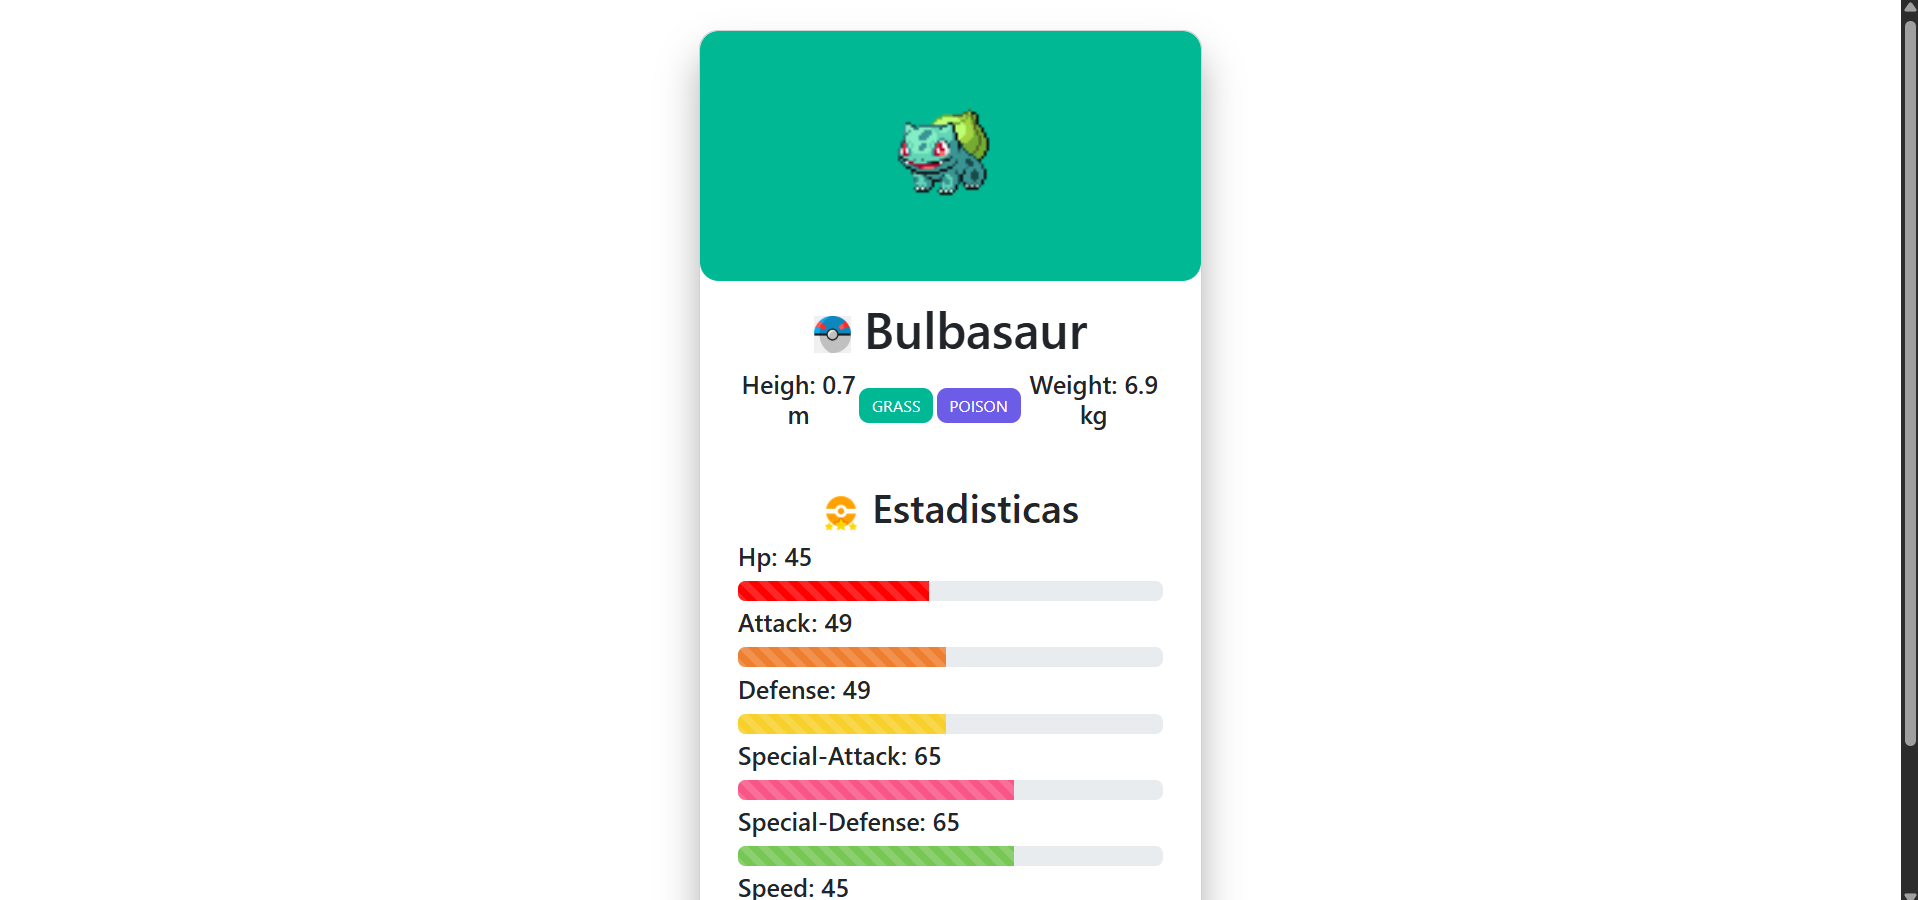 Bulbasaur
Heigh: 0.7
m
GRASS
POISON
Weight: 6.9
kg
Estadisticas
Hp: 45
Attack: 49
Defense: 49
Special-Attack: 65
Special-Defense: 65
Speed: 45